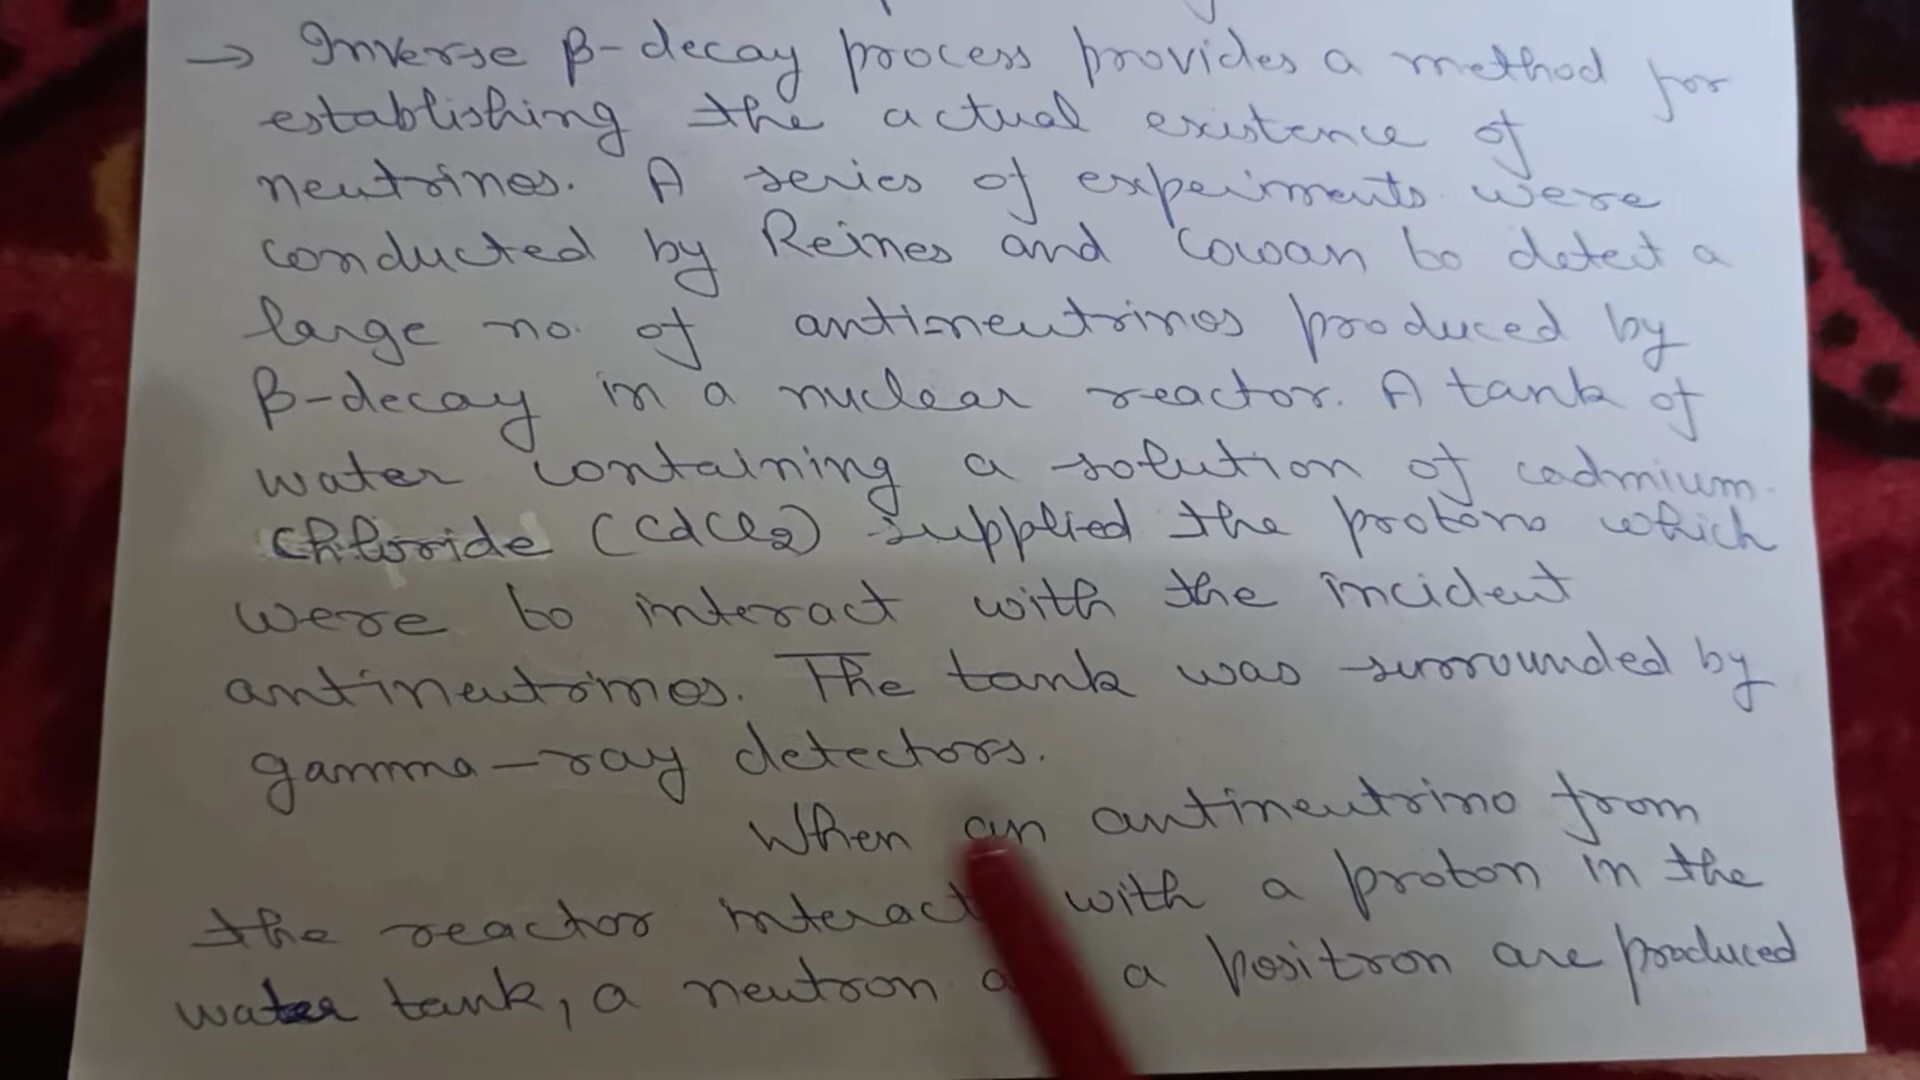 → Inverse β-decay process provides a method for
establishing the actual existence of
neutrinos. A series of experiments were
conducted by Reines and Cowan to detect a
large no. of antineutrinos produced by
β-decay in a nuclear reactor. A tank of
water containing a solution of cadmium
chloride (CdCl2) supplied the protons which
were to interact with the incident
antineutrinos. The tank was surrounded by
gamma-ray detectors.
When an antineutrino from
the reactor interact with a proton in the
water tank, a neutron a a positron are produced